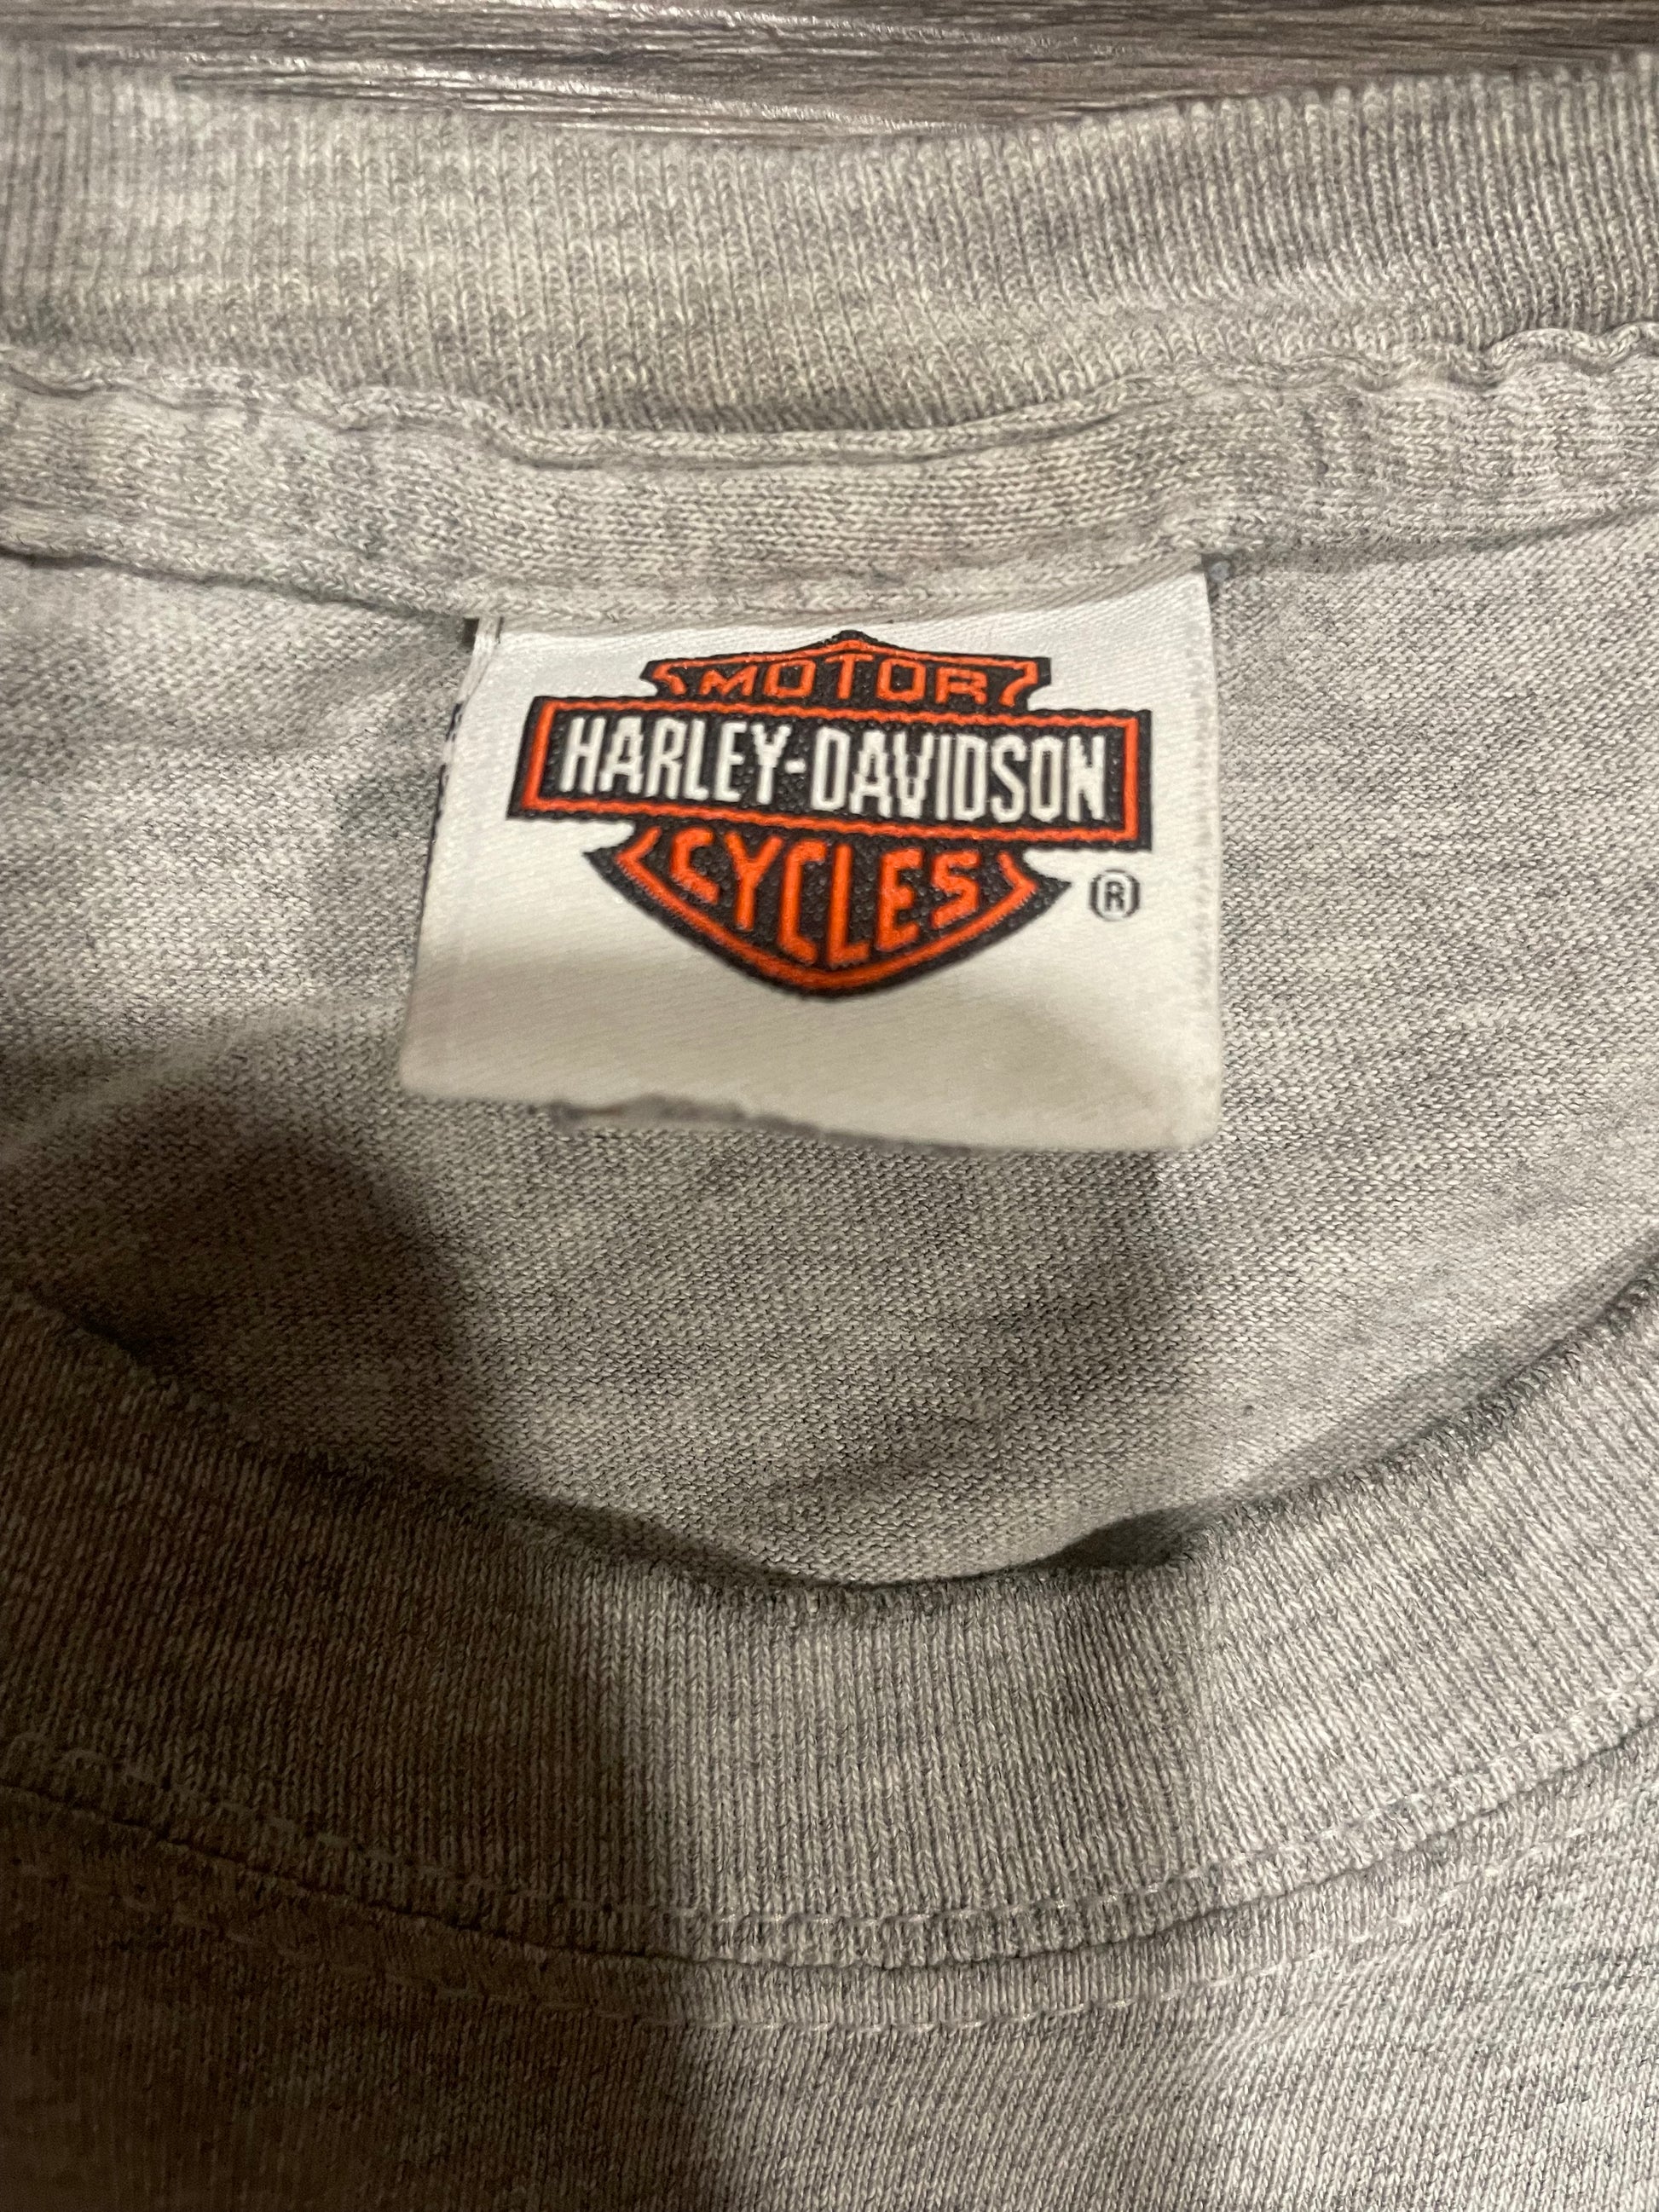 MOTOR
HARLEY-DAVIDSON
CYCLES
®